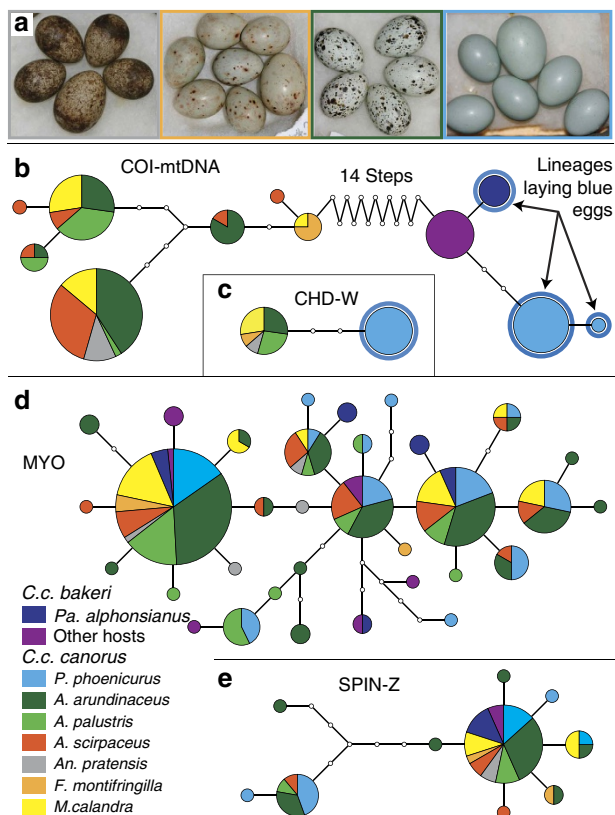 a
b
COI-mtDNA
14 Steps
Lineages
laying blue
eggs
c
CHD-W
d
MYO
C.c. bakeri
Pa. alphonsianus
Other hosts
C.c. canorus
P. phoenicurus
A. arundinaceus
A. palustris
A. scirpaceus
An. pratensis
F. montifringilla
M.calandra
e
SPIN-Z